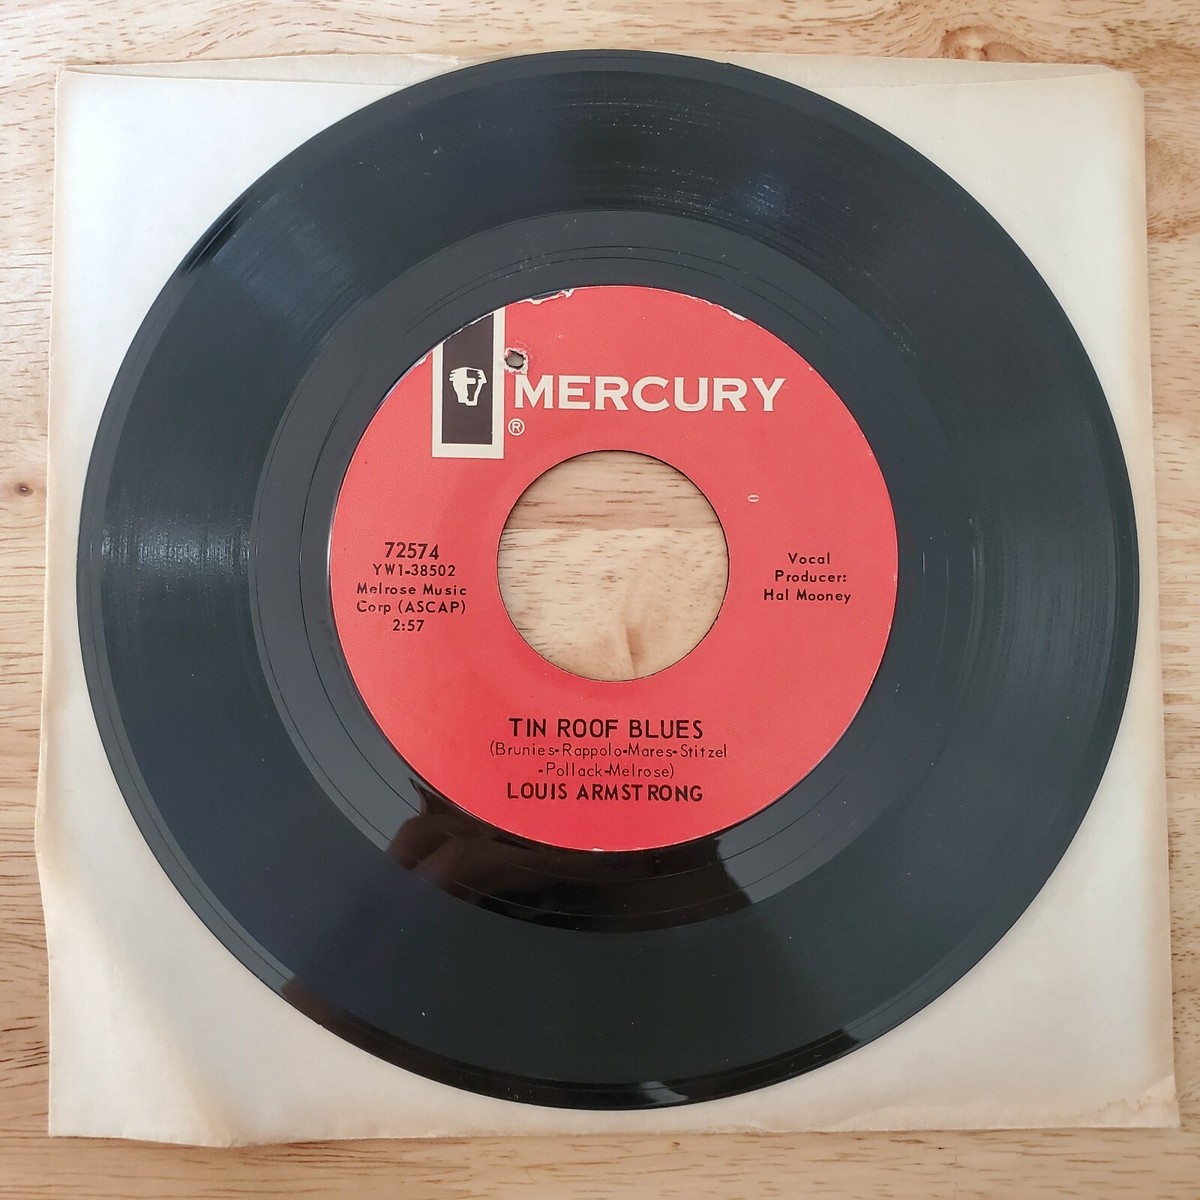 MERCURY
®
72574
YW1-38502
Melrose Music
Corp (ASCAP)
2:57
Vocal
Producer:
Hal Mooney
TIN ROOF BLUES
(Brunies-Rappolo-Mares-Stitzel
-Pollack-Melrose)
LOUIS ARMSTRONG